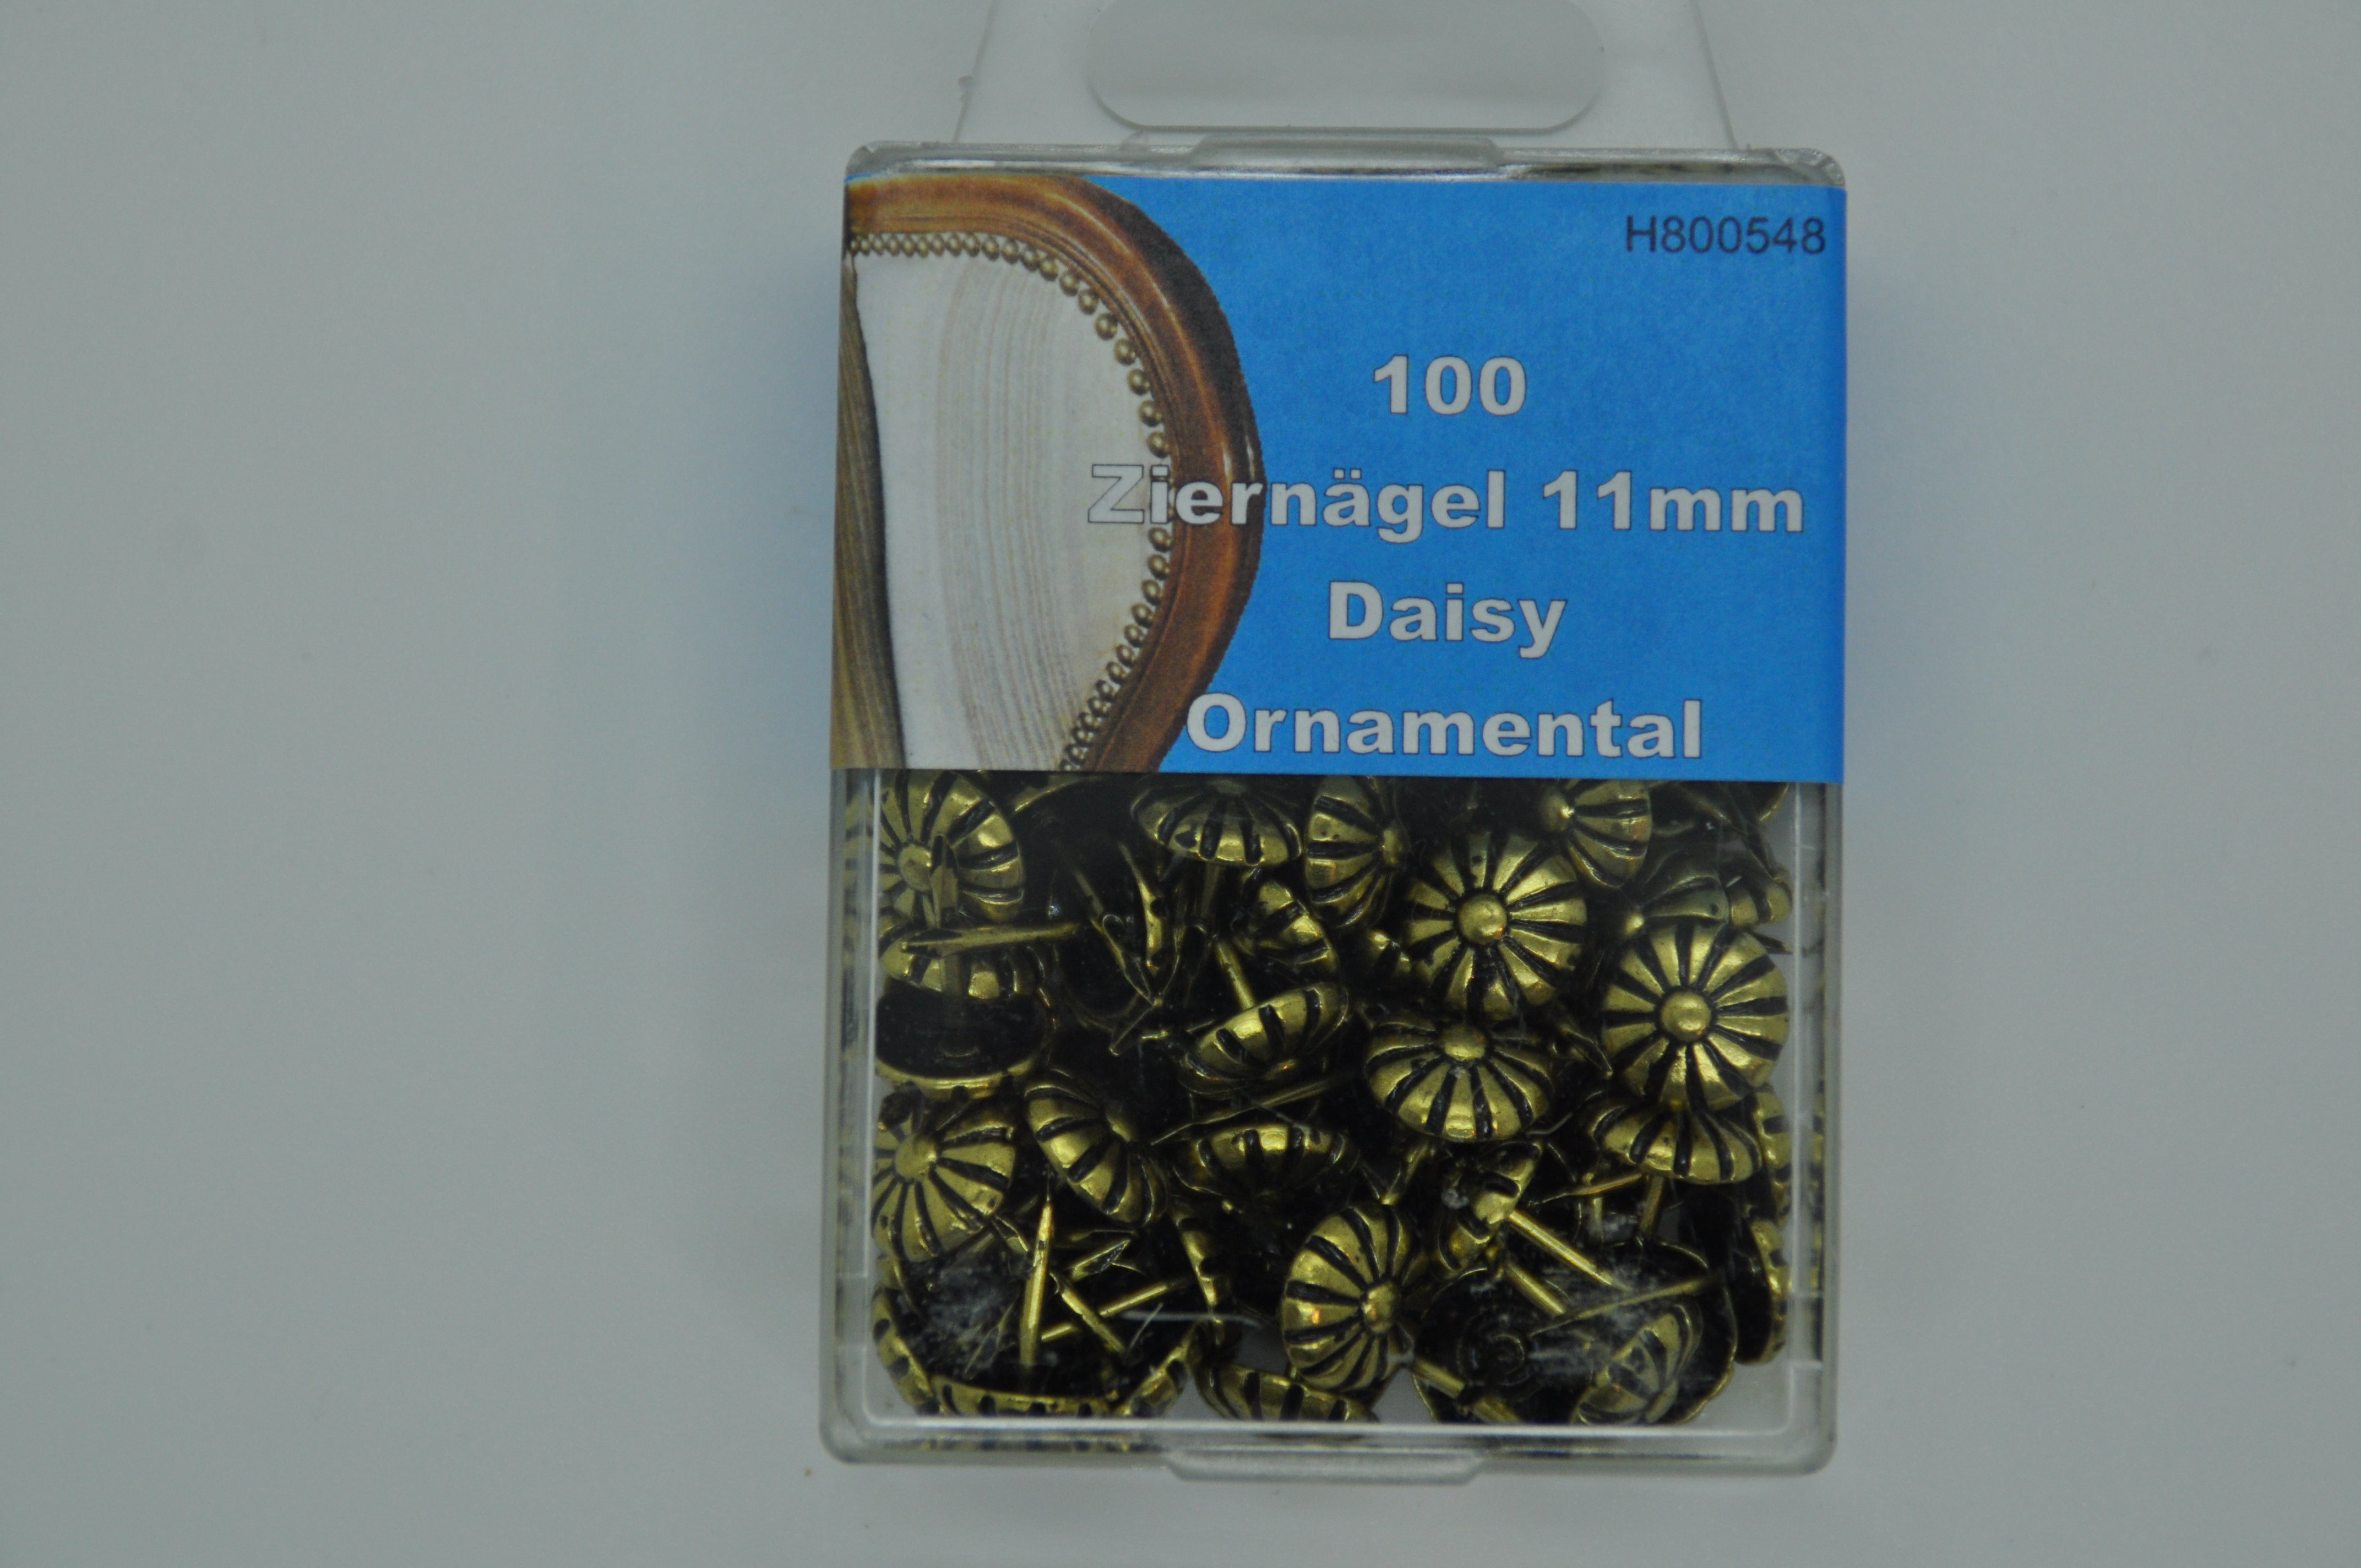 H800548
100
Ziernägel 11mm
Daisy
Ornamental